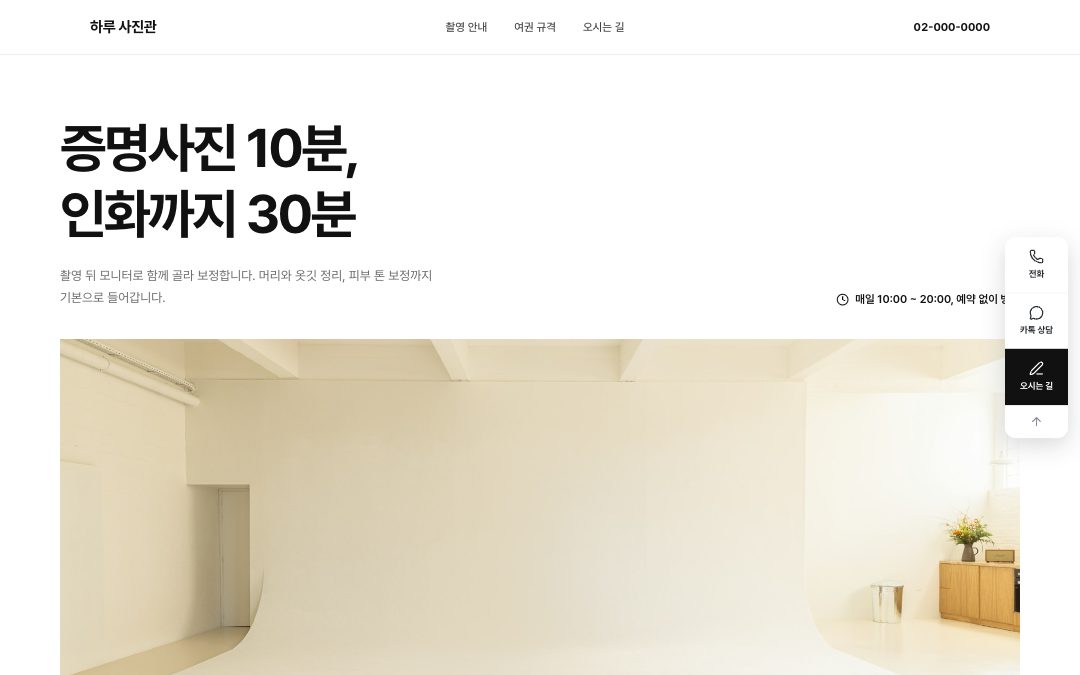 하루 사진관
촬영 안내
여권 규격
오시는 길
02-000-0000
증명사진 10분,
인화까지 30분
촬영 뒤 모니터로 함께 골라 보정합니다. 머리와 옷깃 정리, 피부 톤 보정까지
기본으로 들어갑니다.
매일 10:00 ~ 20:00, 예약 없이
전화
카톡 상담
오시는 길